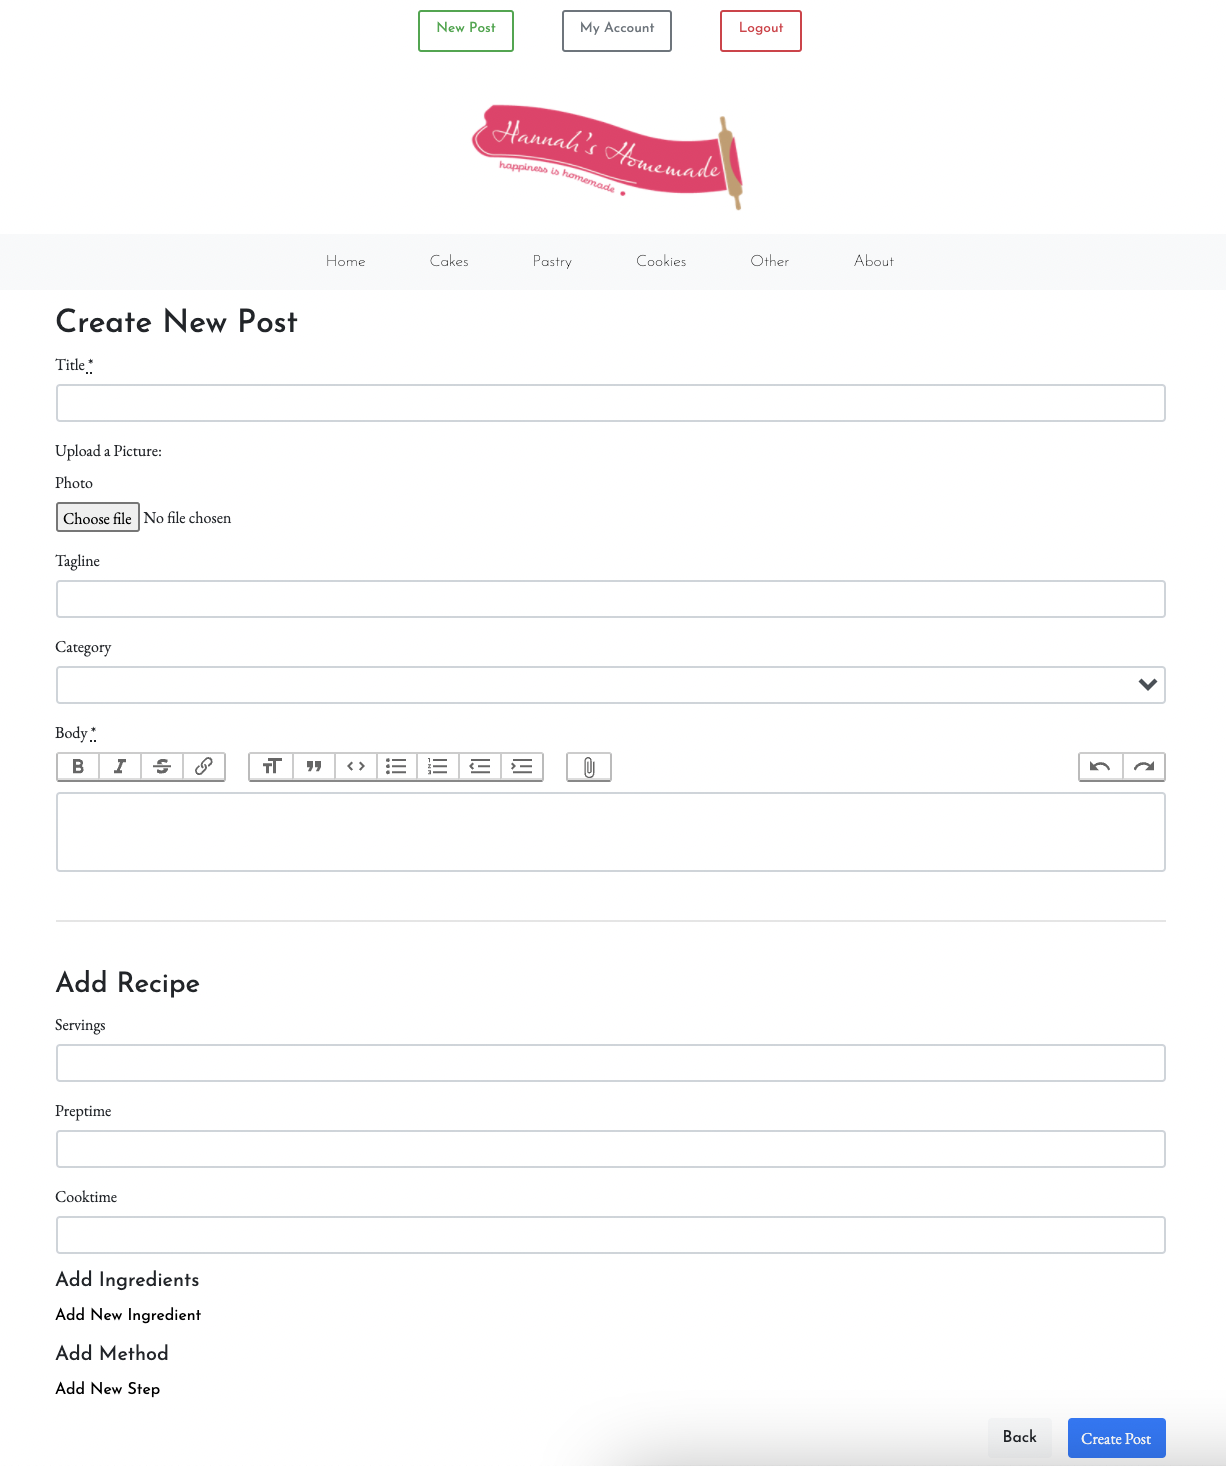 New Post My Account Logout
Hannah's Homemade
happiness is homemade
Home Cakes Pastry Cookies Other About
Create New Post
Title *
Upload a Picture:
Photo
Choose file No file chosen
Tagline
Category
Body *
Add Recipe
Servings
Preptime
Cooktime
Add Ingredients
Add New Ingredient
Add Method
Add New Step
Back Create Post